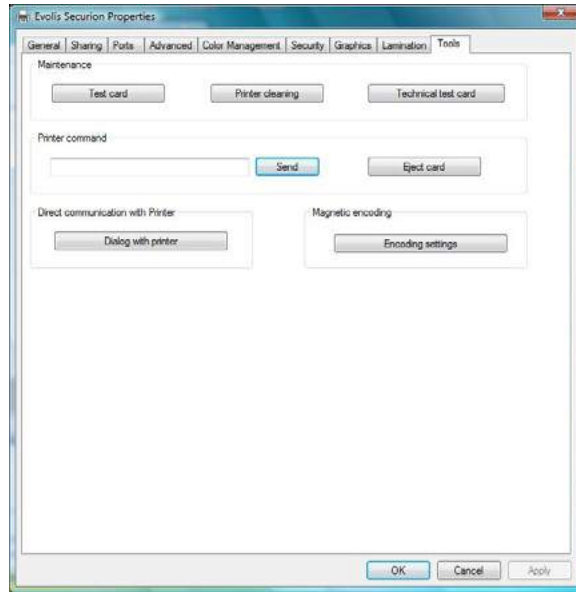 Evolis Securion Properties
General Sharing Ports Advanced Color Management Security Graphics Lamination Tools
Maintenance
Test card Printer cleaning Technical test card
Printer command
Send Eject card
Direct communication with Printer Magnetic encoding
Dialog with printer Encoding settings
OK Cancel Apply